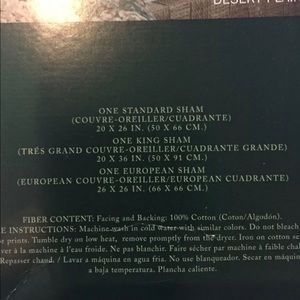 DESERT
ONE STANDARD SHAM
(COUVRE-OREILLER/CUADRANTE)
20 X 26 IN. (50 X 66 CM.)
ONE KING SHAM
(TRÉS GRAND COUVRE-OREILLER/CUADRANTE GRANDE)
20 X 36 IN. (50 X 91 CM.)
ONE EUROPEAN SHAM
(EUROPEAN COUVRE-OREILLER/EUROPEAN CUADRANTE)
26 X 26 IN. (66 X 66 CM.)
FIBER CONTENT: Facing and Backing: 100% Cotton (Coton/Algodón).
E INSTRUCTIONS: Machine wash in cold water with similar colors. Do not bleach
r prints. Tumble dry on low heat, remove promptly from the dryer. Iron on cotton se
ver à la machine à l'eau froide. Ne pas blanchir. Faire sécher par machine à faible chal
Repasser chaud. / Lavar a máquina en agua fría. No use blanqueador. Secar en máquina
a baja temperatura. Plancha caliente.